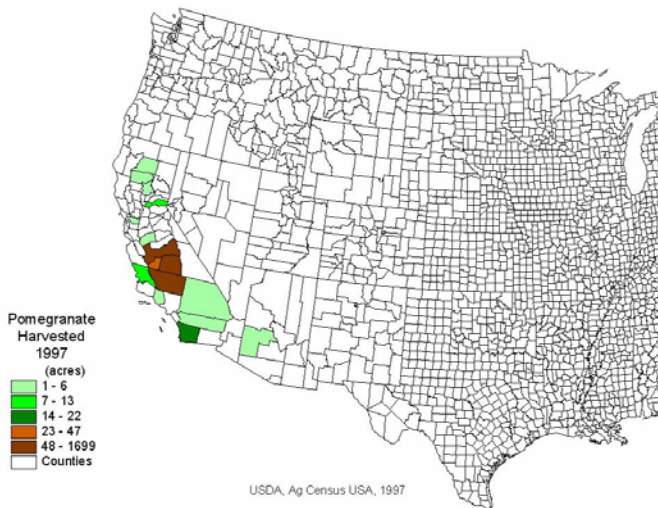 Pomegranate
Harvested
1997
(acres)
1 - 6
7 - 13
14 - 22
23 - 47
48 - 1699
Counties
USDA, Ag Census USA, 1997